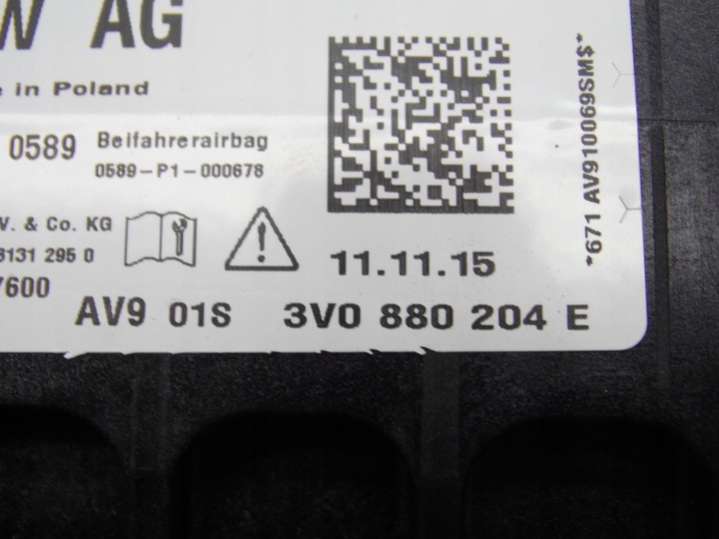 W AG
in Poland
0589 Beifahrerairbag
0589-P1-000678
V. & Co. KG
3131 295 0
7600
11.11.15
AV9 01S 3V0 880 204 E
*671 AV910069SM$*